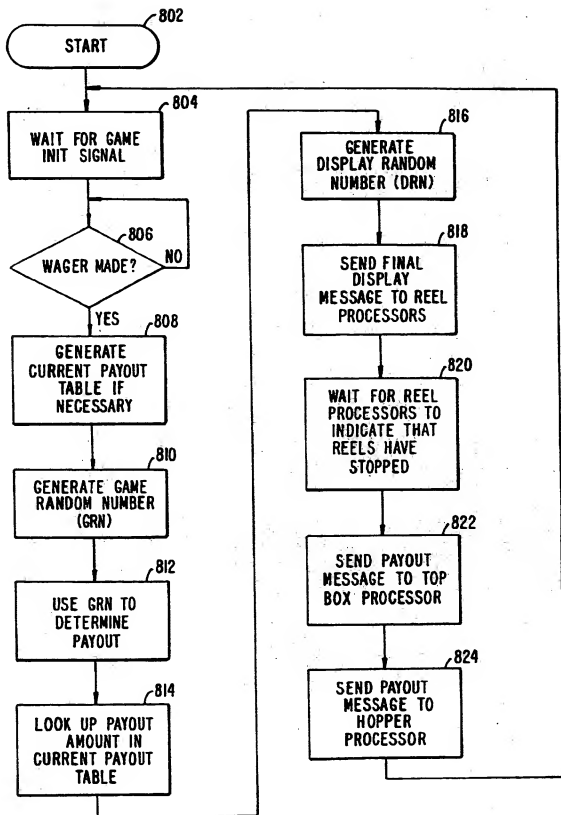 802
START
804
WAIT FOR GAME
INIT SIGNAL
806
WAGER MADE?
NO
YES
808
GENERATE
CURRENT PAYOUT
TABLE IF
NECESSARY
810
GENERATE GAME
RANDOM NUMBER
(GRN)
812
USE GRN TO
DETERMINE
PAYOUT
814
LOOK UP PAYOUT
AMOUNT IN
CURRENT PAYOUT
TABLE
816
GENERATE
DISPLAY RANDOM
NUMBER (DRN)
818
SEND FINAL
DISPLAY
MESSAGE TO REEL
PROCESSORS
820
WAIT FOR REEL
PROCESSORS TO
INDICATE THAT
REELS HAVE
STOPPED
822
SEND PAYOUT
MESSAGE TO TOP
BOX PROCESSOR
824
SEND PAYOUT
MESSAGE TO
HOPPER
PROCESSOR